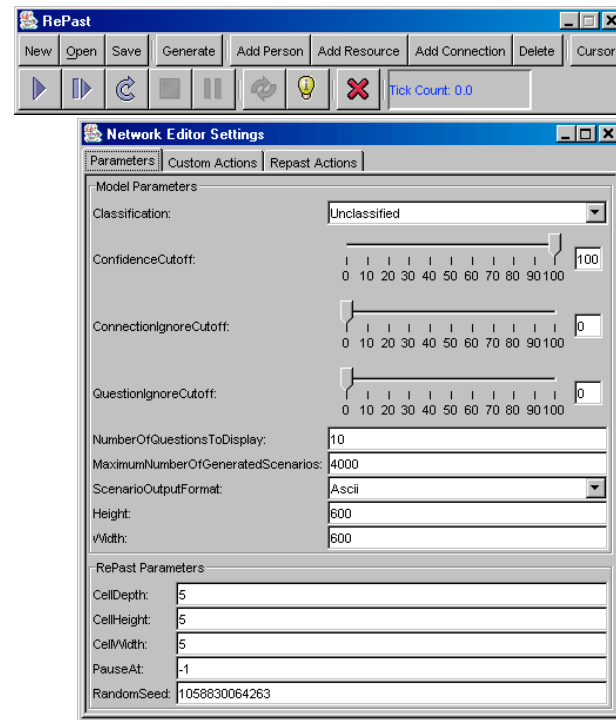 RePast
New Open Save Generate Add Person Add Resource Add Connection Delete Cursor
Tick Count: 0.0
Network Editor Settings
Parameters Custom Actions Repast Actions
Model Parameters
Classification: Unclassified
ConfidenceCutoff: 100
0 10 20 30 40 50 60 70 80 90 100
ConnectionIgnoreCutoff: 0
0 10 20 30 40 50 60 70 80 90 100
QuestionIgnoreCutoff: 0
0 10 20 30 40 50 60 70 80 90 100
NumberOfQuestionsToDisplay: 10
MaximumNumberOfGeneratedScenarios: 4000
ScenarioOutputFormat: Ascii
Height: 600
Width: 600
RePast Parameters
CellDepth: 5
CellHeight: 5
CellWidth: 5
PauseAt: -1
RandomSeed: 1058830064263